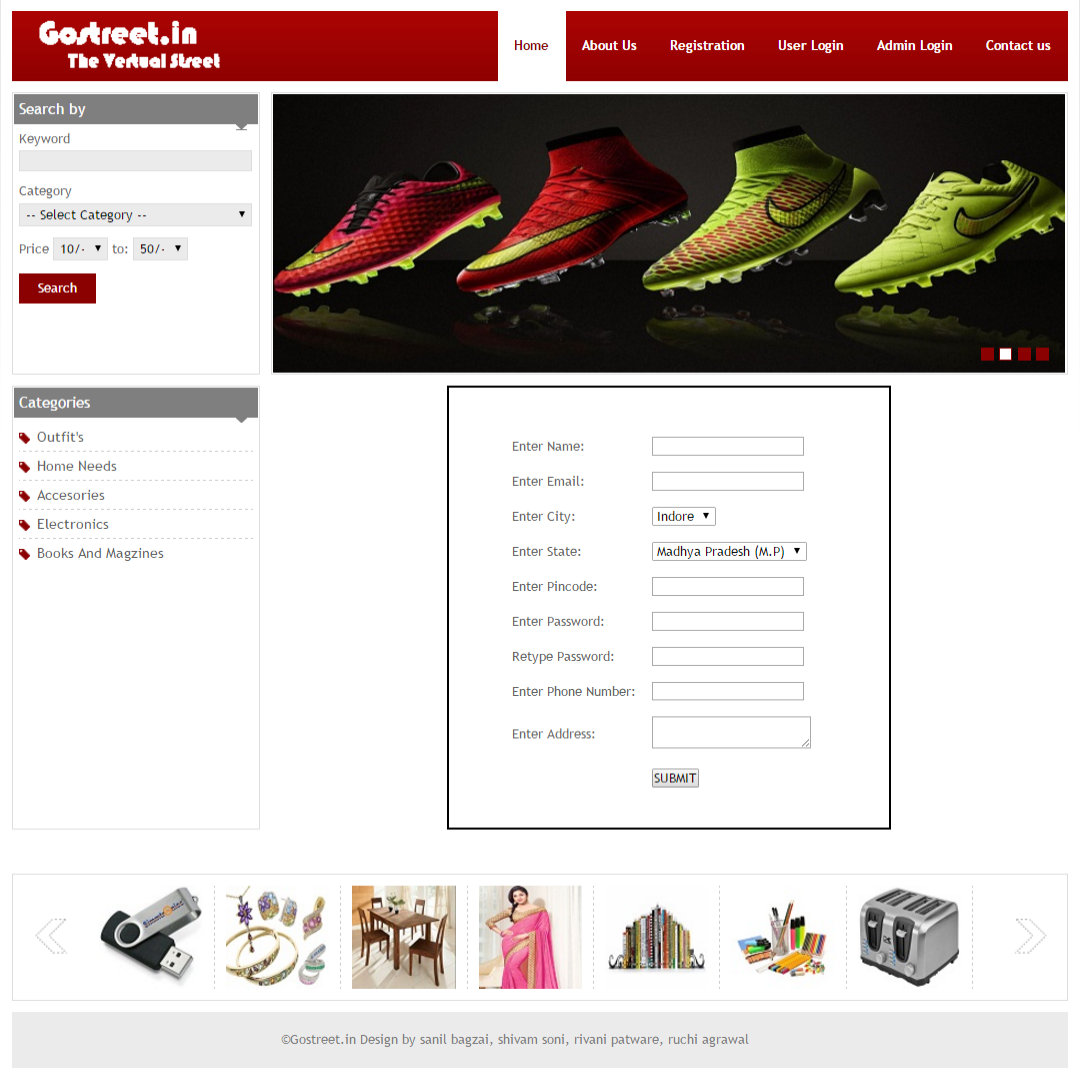 Gostreet.in
The Vertual Street
Home About Us Registration User Login Admin Login Contact us
Search by
Keyword
Category
-- Select Category --
Price 10/- to: 50/-
Search
Categories
Outfit's
Home Needs
Accesories
Electronics
Books And Magzines
Enter Name:
Enter Email:
Enter City: Indore
Enter State: Madhya Pradesh (M.P)
Enter Pincode:
Enter Password:
Retype Password:
Enter Phone Number:
Enter Address:
SUBMIT
©Gostreet.in Design by sanil bagzai, shivam soni, rivani patware, ruchi agrawal